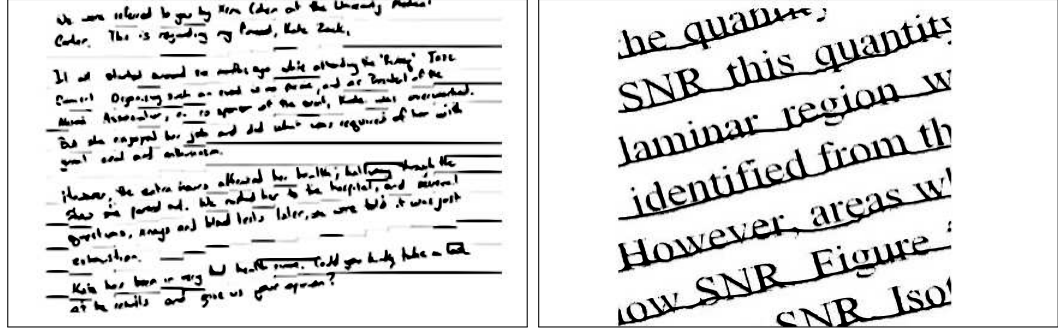 We were referred to you by Xena Cohen at the University Medical
Center. This is regarding my friend, Kate Zack.
It all started around six months ago while attending the "Rubeq" Jazz
Concert. Organizing such an event is no picnic, and as President of the
Alumni Association, a co-sponsor of the event, Kate was overworked.
But she enjoyed her job and did what was required of her with
great zeal and enthusiasm.
However, the extra hours affected her health; halfway through the
show she passed out. We rushed her to the hospital, and several
questions, x-rays and blood tests later, we were told it was just
exhaustion.
Kate has been in very bad health since. Could you kindly take a look
at the results and give us your opinion?
the quantity
SNR this quantity
laminar region w
identified from th
However, areas w
ow SNR Figure
SNR Iso